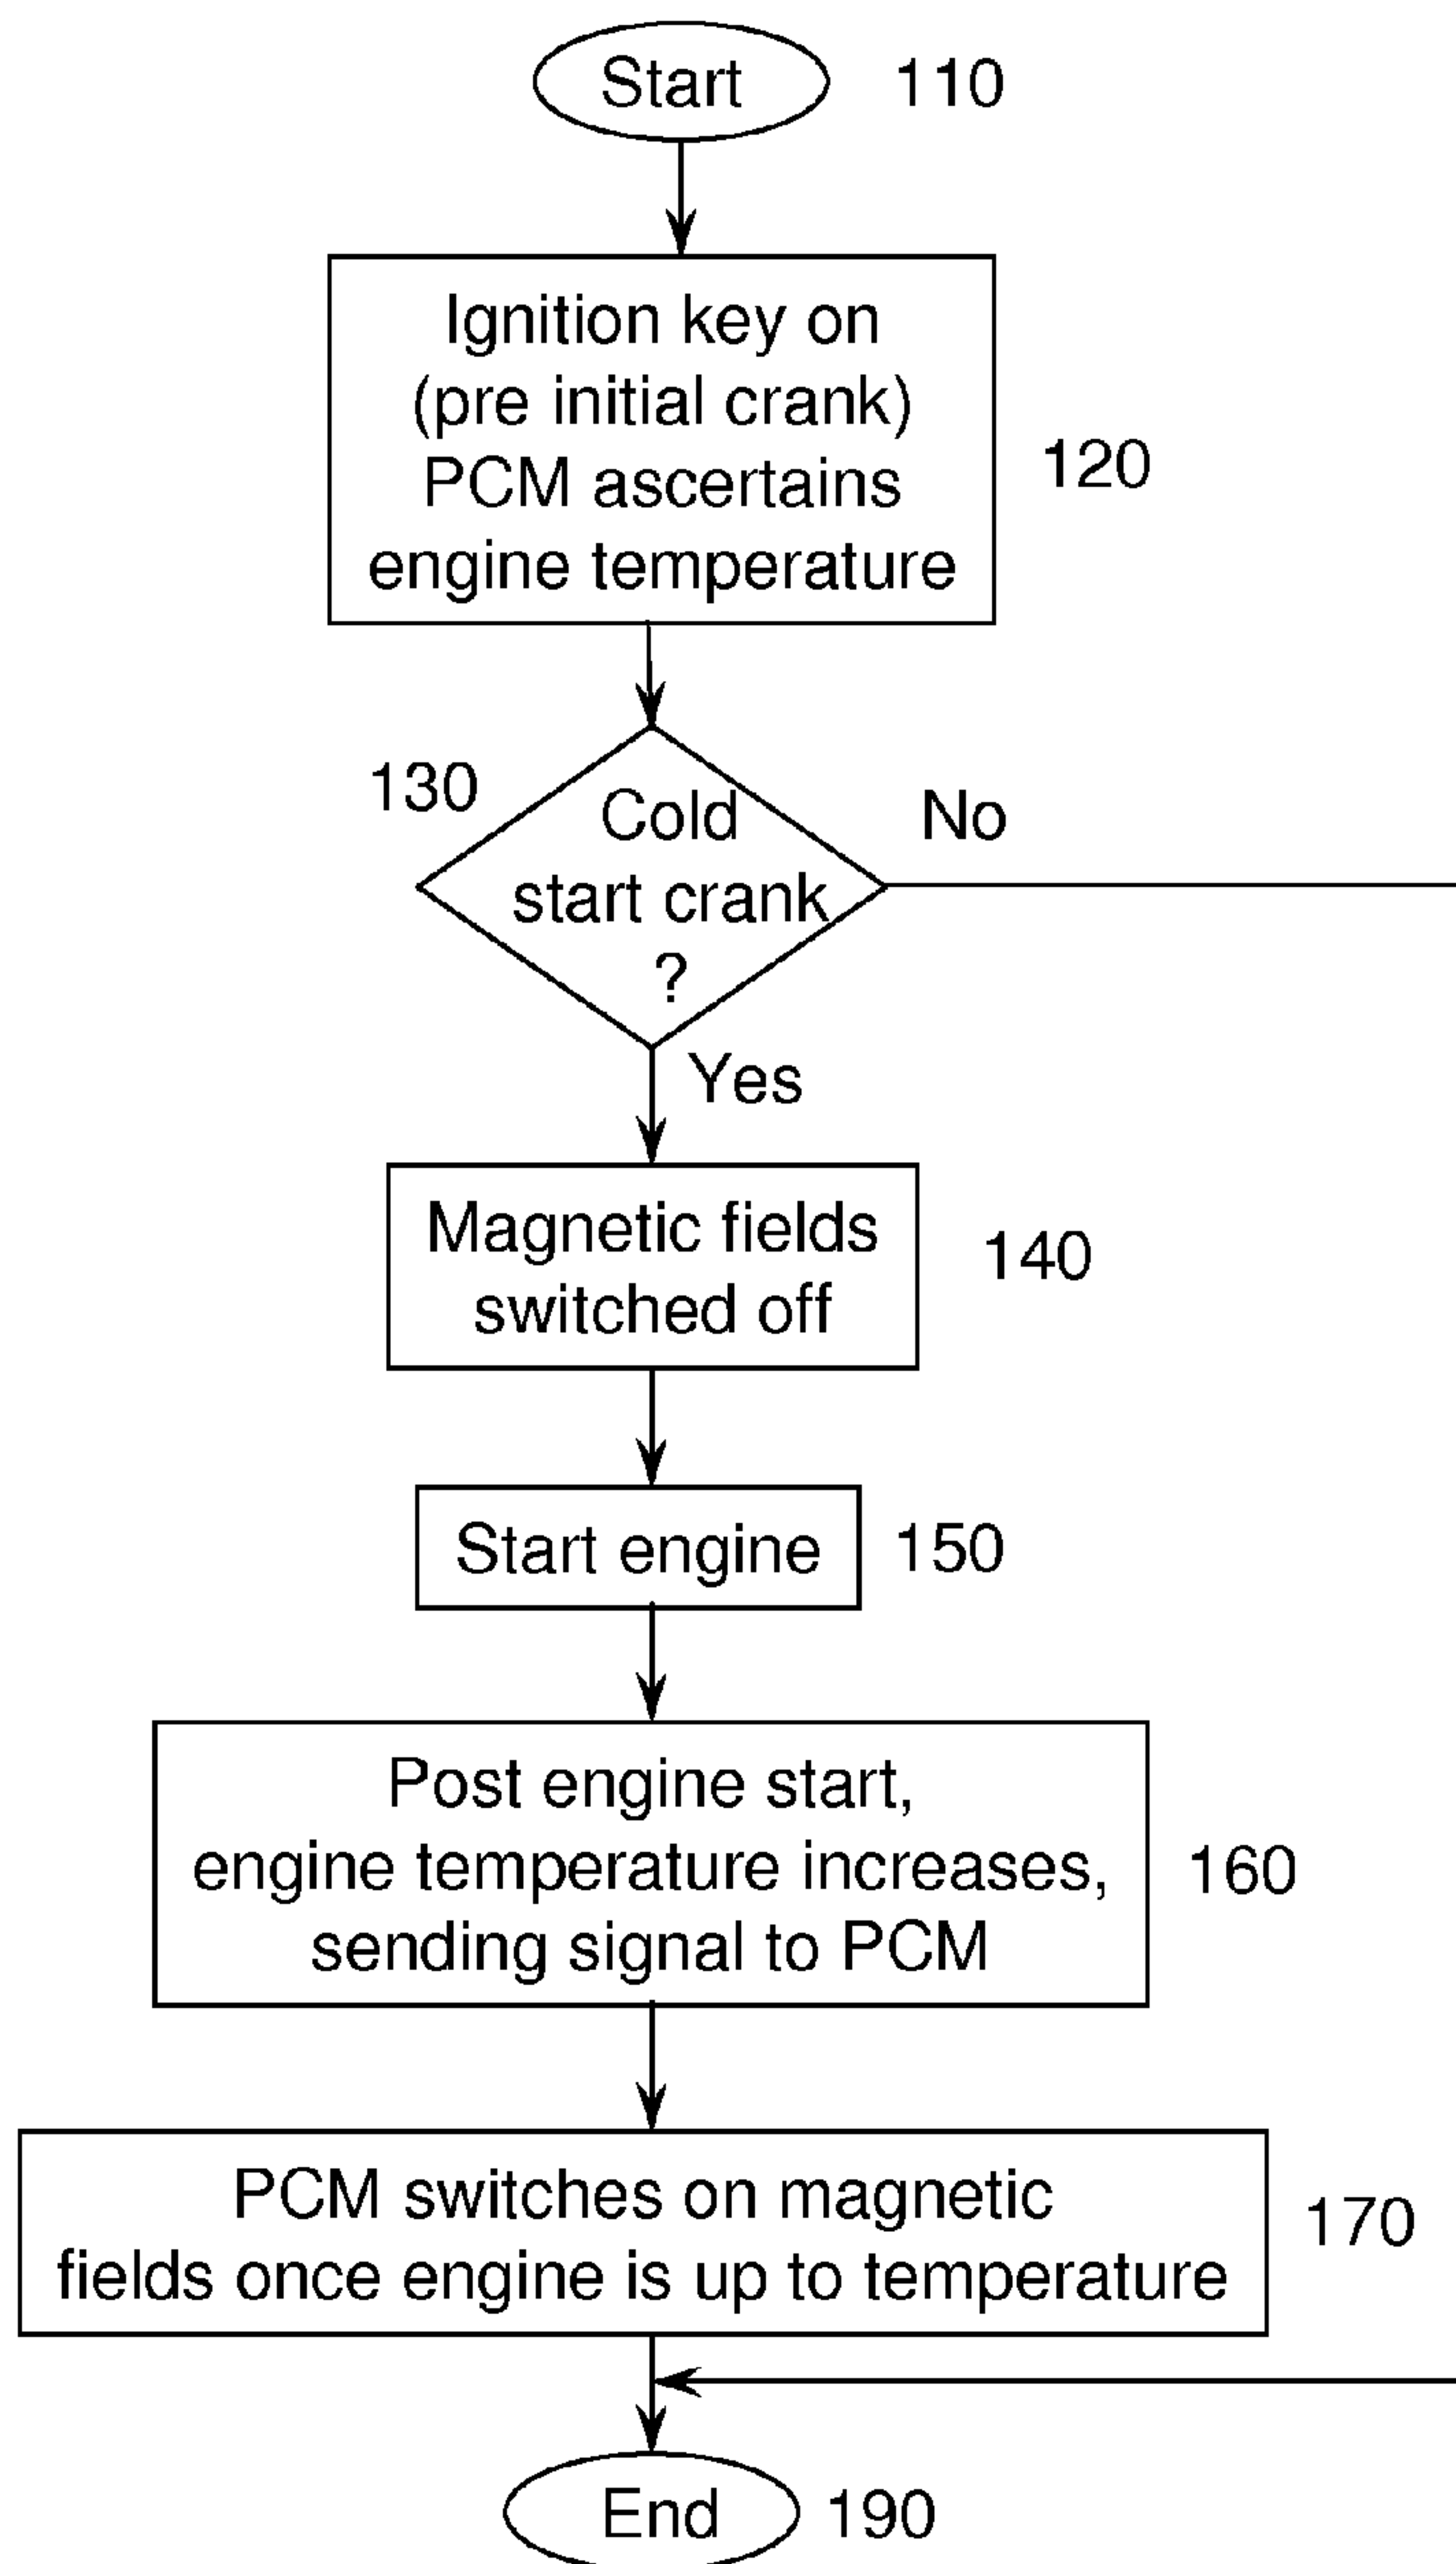 Start
110
Ignition key on
(pre initial crank)
PCM ascertains
engine temperature
120
130
Cold
start crank
?
No
Yes
Magnetic fields
switched off
140
Start engine
150
Post engine start,
engine temperature increases,
sending signal to PCM
160
PCM switches on magnetic
fields once engine is up to temperature
170
End
190